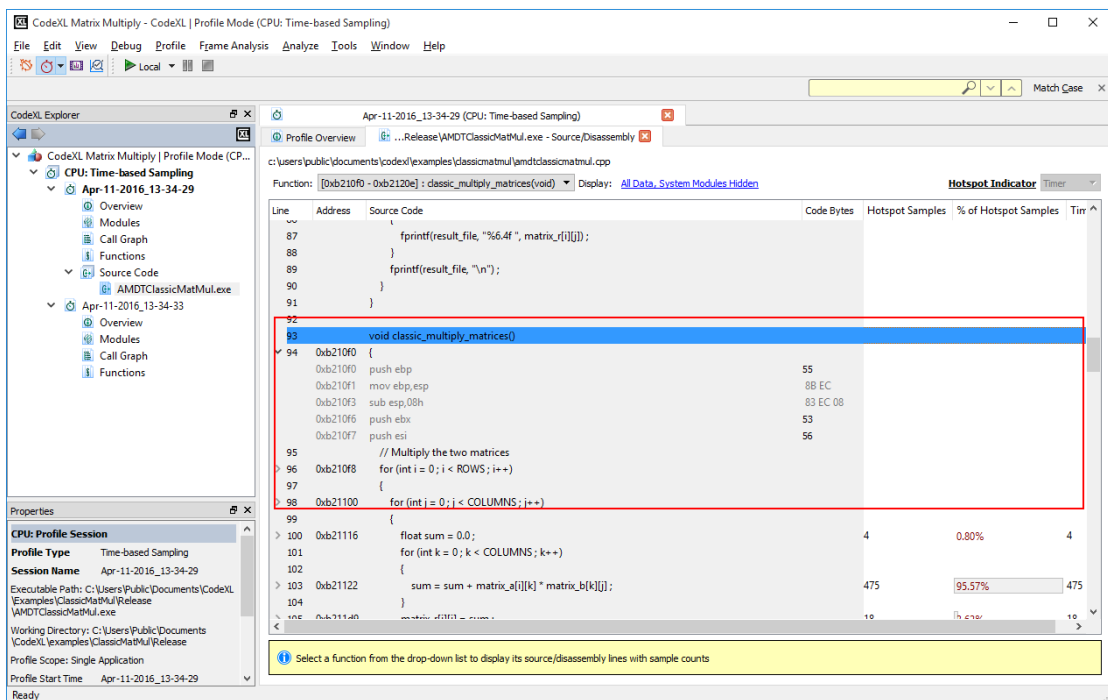 CodeXL Matrix Multiply - CodeXL | Profile Mode (CPU: Time-based Sampling)
File Edit View Debug Profile Frame Analysis Analyze Tools Window Help
Local
Match Case
CodeXL Explorer
CodeXL Matrix Multiply | Profile Mode (CP...
CPU: Time-based Sampling
Apr-11-2016_13-34-29
Overview
Modules
Call Graph
Functions
Source Code
AMDTClassicMatMul.exe
Apr-11-2016_13-34-33
Overview
Modules
Call Graph
Functions
Properties
CPU: Profile Session
Profile Type Time-based Sampling
Session Name Apr-11-2016_13-34-29
Executable Path: C:\Users\Public\Documents\CodeXL
\Examples\ClassicMatMul\Release
\AMDTClassicMatMul.exe
Working Directory: C:\Users\Public\Documents
\CodeXL\examples\ClassicMatMul\Release
Profile Scope: Single Application
Profile Start Time Apr-11-2016_13-34-29
Ready
Apr-11-2016_13-34-29 (CPU: Time-based Sampling)
Profile Overview ...Release\AMDTClassicMatMul.exe - Source/Disassembly
c:\users\public\documents\codexl\examples\classicmatmul\amdtclassicmatmul.cpp
Function: [0xb210f0 - 0xb2120e] : classic_multiply_matrices(void) Display: All Data, System Modules Hidden Hotspot Indicator Timer
Line Address Source Code Code Bytes Hotspot Samples % of Hotspot Samples Tim
86 {
87 fprintf(result_file, "%6.4f ", matrix_r[i][j]) ;
88 }
89 fprintf(result_file, "\n") ;
90 }
91 }
92
93 void classic_multiply_matrices()
94 0xb210f0 {
0xb210f0 push ebp 55
0xb210f1 mov ebp,esp 8B EC
0xb210f3 sub esp,08h 83 EC 08
0xb210f6 push ebx 53
0xb210f7 push esi 56
95 // Multiply the two matrices
96 0xb210f8 for (int i = 0 ; i < ROWS ; i++)
97 {
98 0xb21100 for (int j = 0 ; j < COLUMNS ; j++)
99 {
100 0xb21116 float sum = 0.0 ; 4 0.80% 4
101 for (int k = 0 ; k < COLUMNS ; k++)
102 {
103 0xb21122 sum = sum + matrix_a[i][k] * matrix_b[k][j] ; 475 95.57% 475
104 }
105 0xb211d9 matrix_r[i][j] = sum ; 18 3.62% 18
Select a function from the drop-down list to display its source/disassembly lines with sample counts